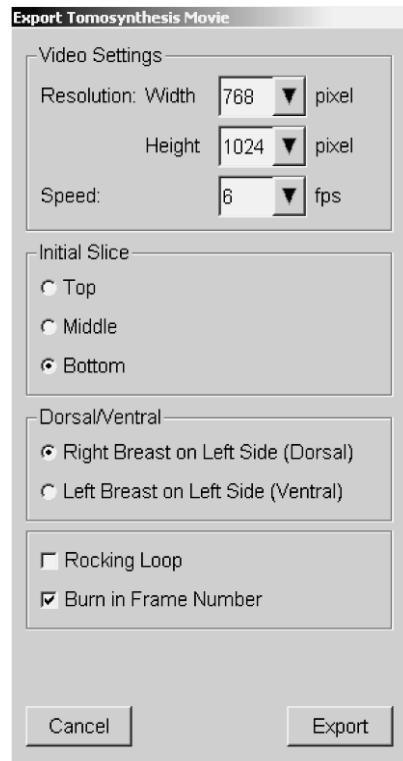 Export Tomosynthesis Movie
Video Settings
Resolution: Width 768 pixel
Height 1024 pixel
Speed: 6 fps
Initial Slice
Top
Middle
Bottom
Dorsal/Ventral
Right Breast on Left Side (Dorsal)
Left Breast on Left Side (Ventral)
Rocking Loop
Burn in Frame Number
Cancel Export